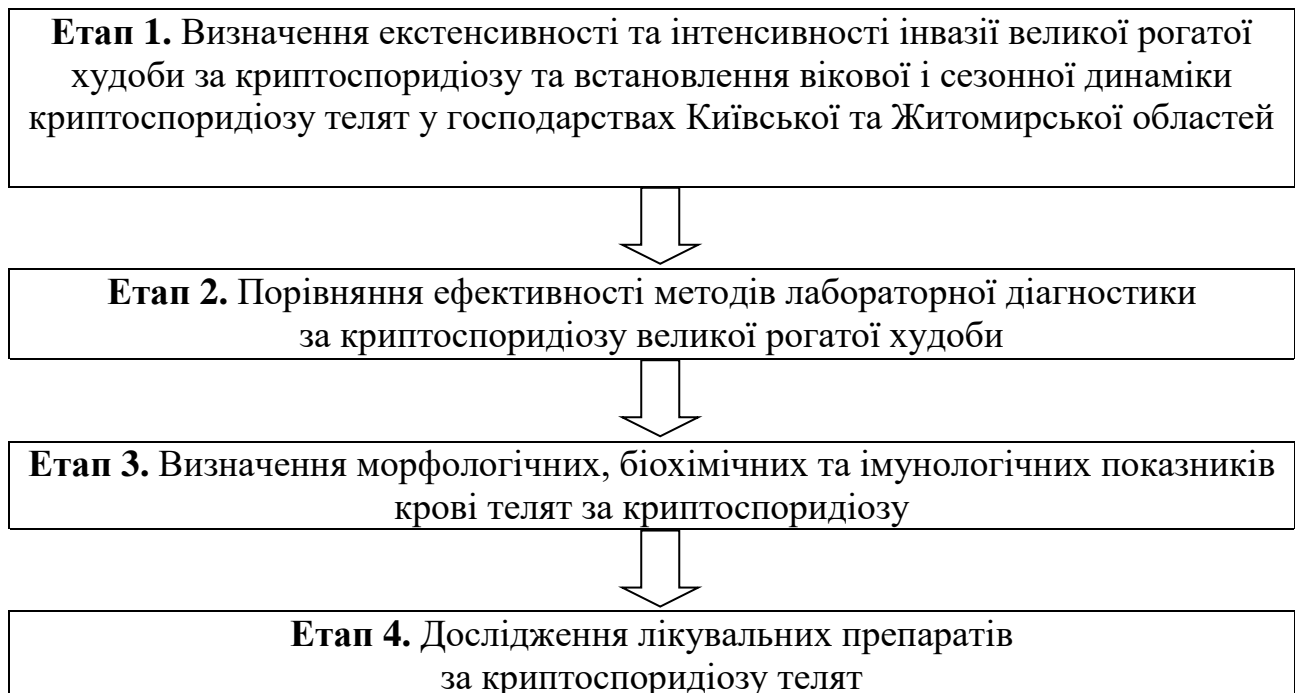 Етап 1. Визначення екстенсивності та інтенсивності інвазії великої рогатої
худоби за криптоспоридіозу та встановлення вікової і сезонної динаміки
криптоспоридіозу телят у господарствах Київської та Житомирської областей
Етап 2. Порівняння ефективності методів лабораторної діагностики
за криптоспоридіозу великої рогатої худоби
Етап 3. Визначення морфологічних, біохімічних та імунологічних показників
крові телят за криптоспоридіозу
Етап 4. Дослідження лікувальних препаратів
за криптоспоридіозу телят